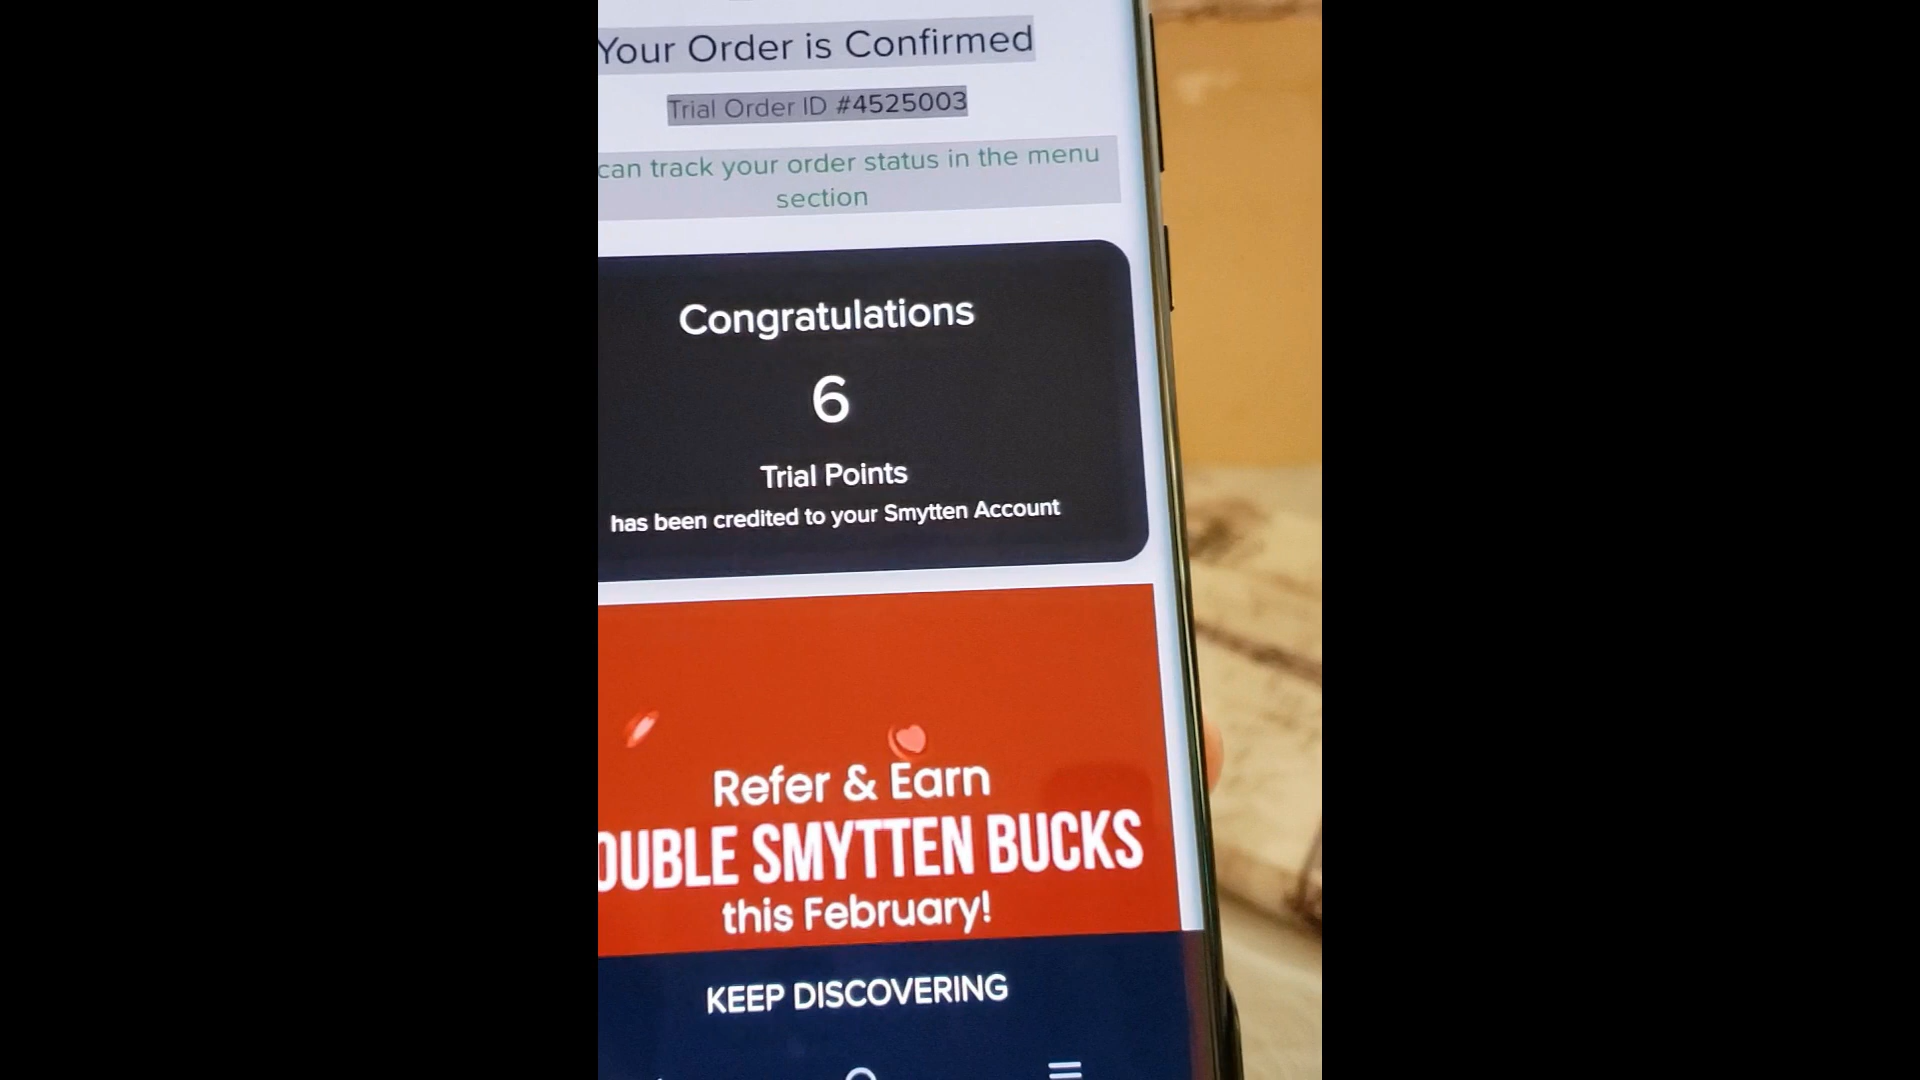 Your Order is Confirmed
Trial Order ID #4525003
can track your order status in the menu
section
Congratulations
6
Trial Points
has been credited to your Smytten Account
Refer & Earn
OUBLE SMYTTEN BUCKS
this February!
KEEP DISCOVERING